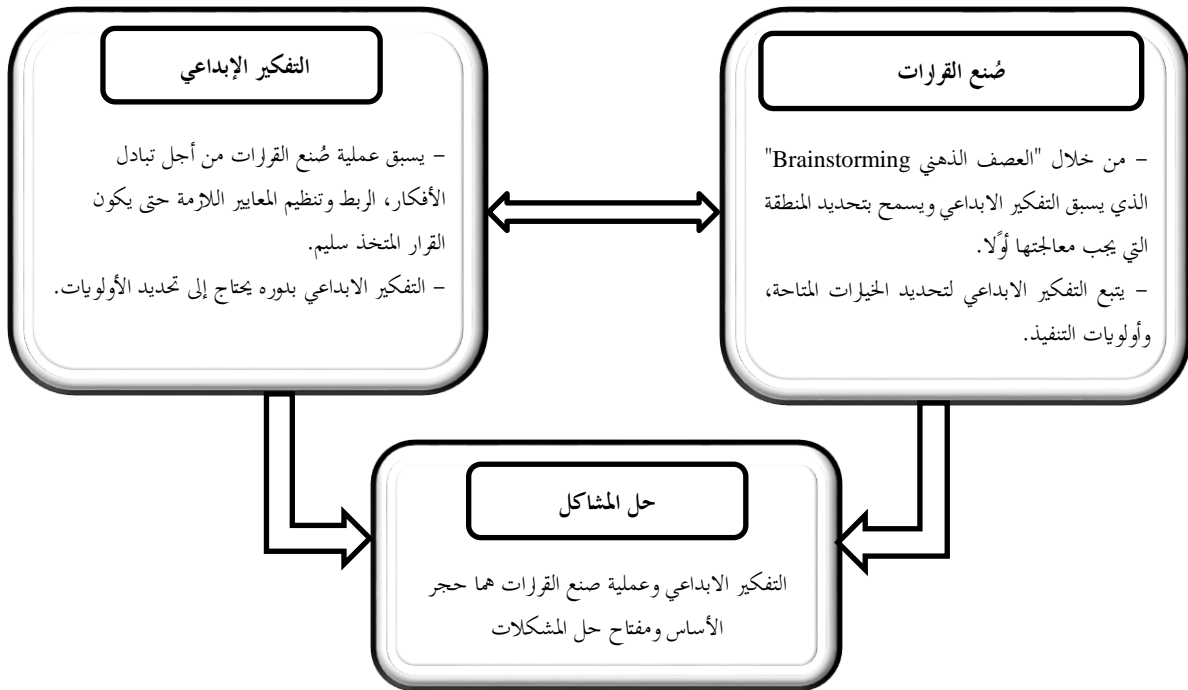 صُنع القرارات
– من خلال "العصف الذهني Brainstorming"
الذي يسبق التفكير الابداعي ويسمح بتحديد المنطقة
التي يجب معالجتها أوًلا.
– يتبع التفكير الابداعي لتحديد الخيارات المتاحة،
وأولويات التنفيذ.
التفكير الإبداعي
– يسبق عملية صُنع القرارات من أجل تبادل
الأفكار، الربط وتنظيم المعايير اللازمة حتى يكون
القرار المتخذ سليم.
– التفكير الابداعي بدوره يحتاج إلى تحديد الأولويات.
حل المشاكل
التفكير الابداعي وعملية صنع القرارات هما حجر
الأساس ومفتاح حل المشكلات